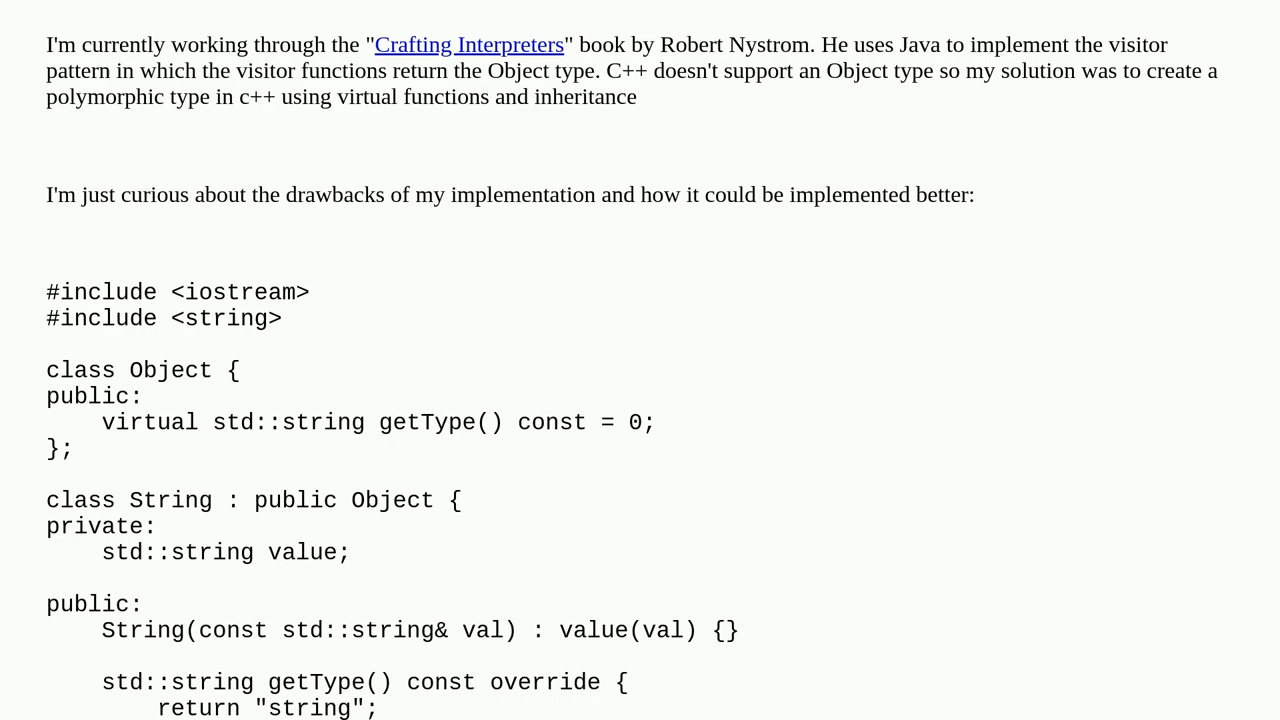 I'm currently working through the "Crafting Interpreters" book by Robert Nystrom. He uses Java to implement the visitor
pattern in which the visitor functions return the Object type. C++ doesn't support an Object type so my solution was to create a
polymorphic type in c++ using virtual functions and inheritance
I'm just curious about the drawbacks of my implementation and how it could be implemented better:
#include <iostream>
#include <string>
class Object {
public:
    virtual std::string getType() const = 0;
};
class String : public Object {
private:
    std::string value;
public:
    String(const std::string& val) : value(val) {}
    std::string getType() const override {
        return "string";